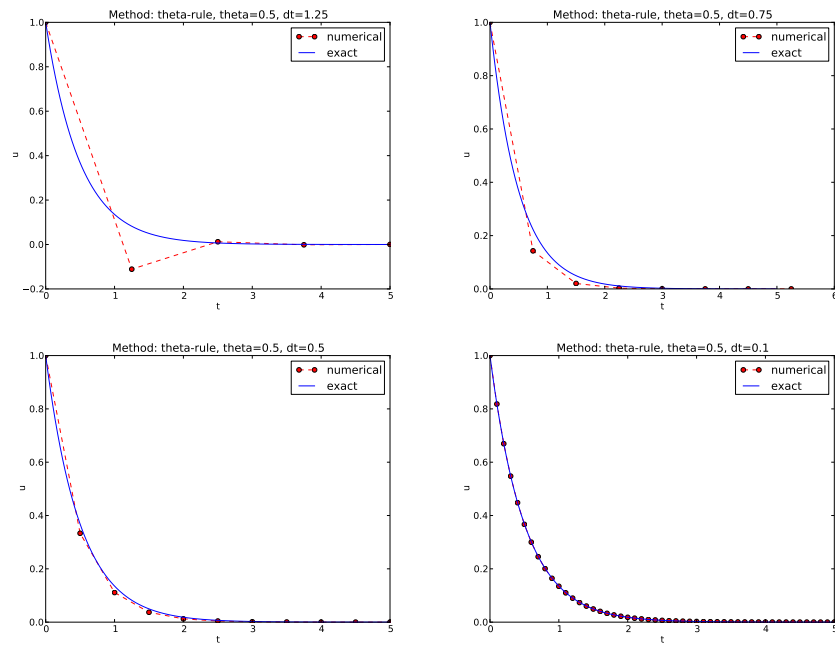 Method: theta-rule, theta=0.5, dt=1.25
1.0
0.8
0.6
0.4
0.2
0.0
−0.2
u
0 1 2 3 4 5
t
numerical
exact
Method: theta-rule, theta=0.5, dt=0.75
1.0
0.8
0.6
0.4
0.2
0.0
u
0 1 2 3 4 5 6
t
numerical
exact
Method: theta-rule, theta=0.5, dt=0.5
1.0
0.8
0.6
0.4
0.2
0.0
u
0 1 2 3 4 5
t
numerical
exact
Method: theta-rule, theta=0.5, dt=0.1
1.0
0.8
0.6
0.4
0.2
0.0
u
0 1 2 3 4 5
t
numerical
exact